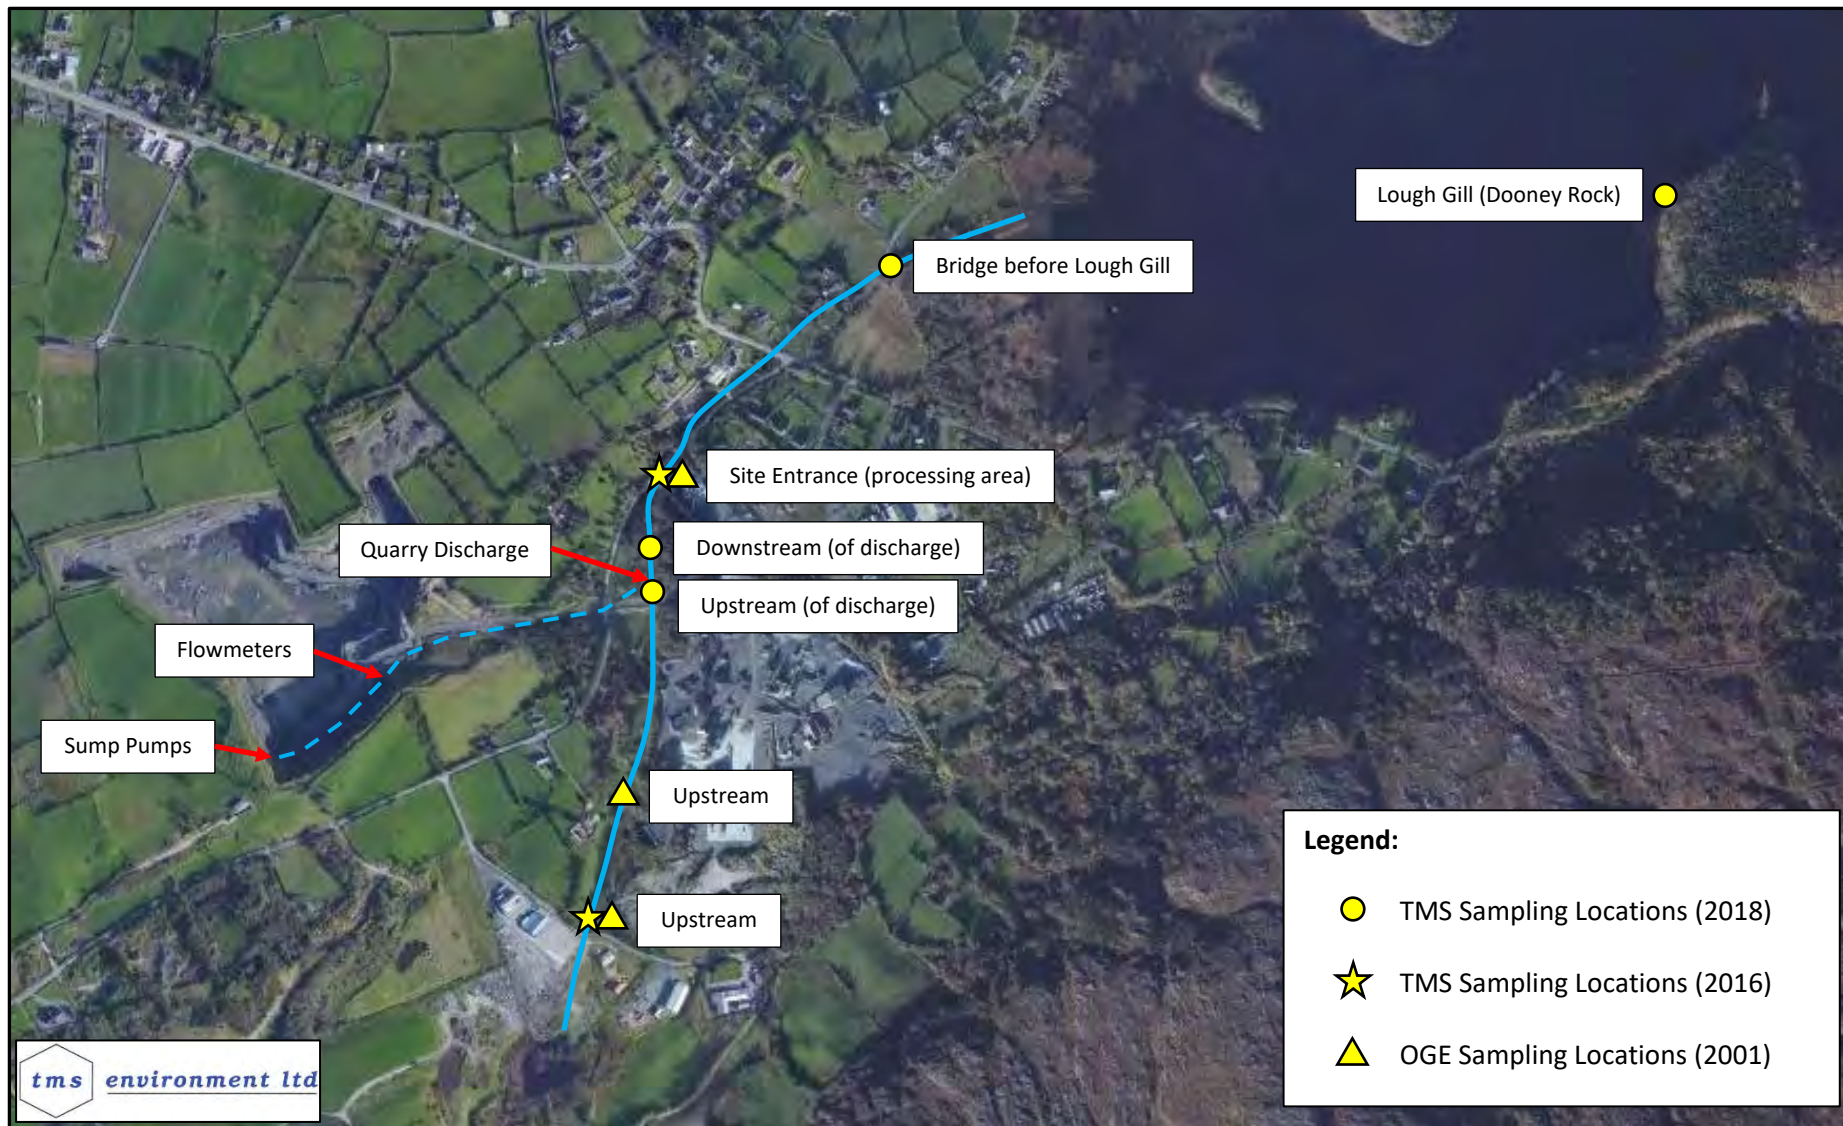 Lough Gill (Dooney Rock)
Bridge before Lough Gill
Site Entrance (processing area)
Quarry Discharge
Downstream (of discharge)
Upstream (of discharge)
Flowmeters
Sump Pumps
Upstream
Upstream
Legend:
TMS Sampling Locations (2018)
TMS Sampling Locations (2016)
OGE Sampling Locations (2001)
tms environment ltd